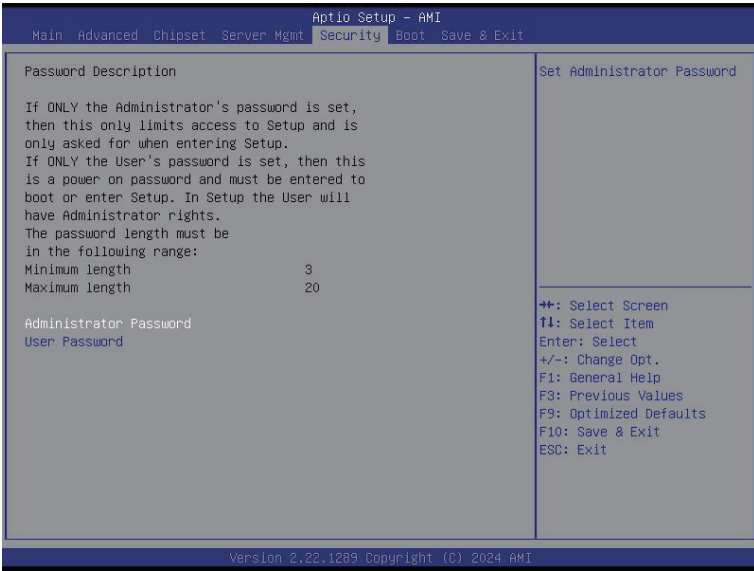 Aptio Setup – AMI
Main Advanced Chipset Server Mgmt Security Boot Save & Exit
Password Description
If ONLY the Administrator's password is set,
then this only limits access to Setup and is
only asked for when entering Setup.
If ONLY the User's password is set, then this
is a power on password and must be entered to
boot or enter Setup. In Setup the User will
have Administrator rights.
The password length must be
in the following range:
Minimum length 3
Maximum length 20
Administrator Password
User Password
Set Administrator Password
→←: Select Screen
↑↓: Select Item
Enter: Select
+/-: Change Opt.
F1: General Help
F3: Previous Values
F9: Optimized Defaults
F10: Save & Exit
ESC: Exit
Version 2.22.1289 Copyright (C) 2024 AMI